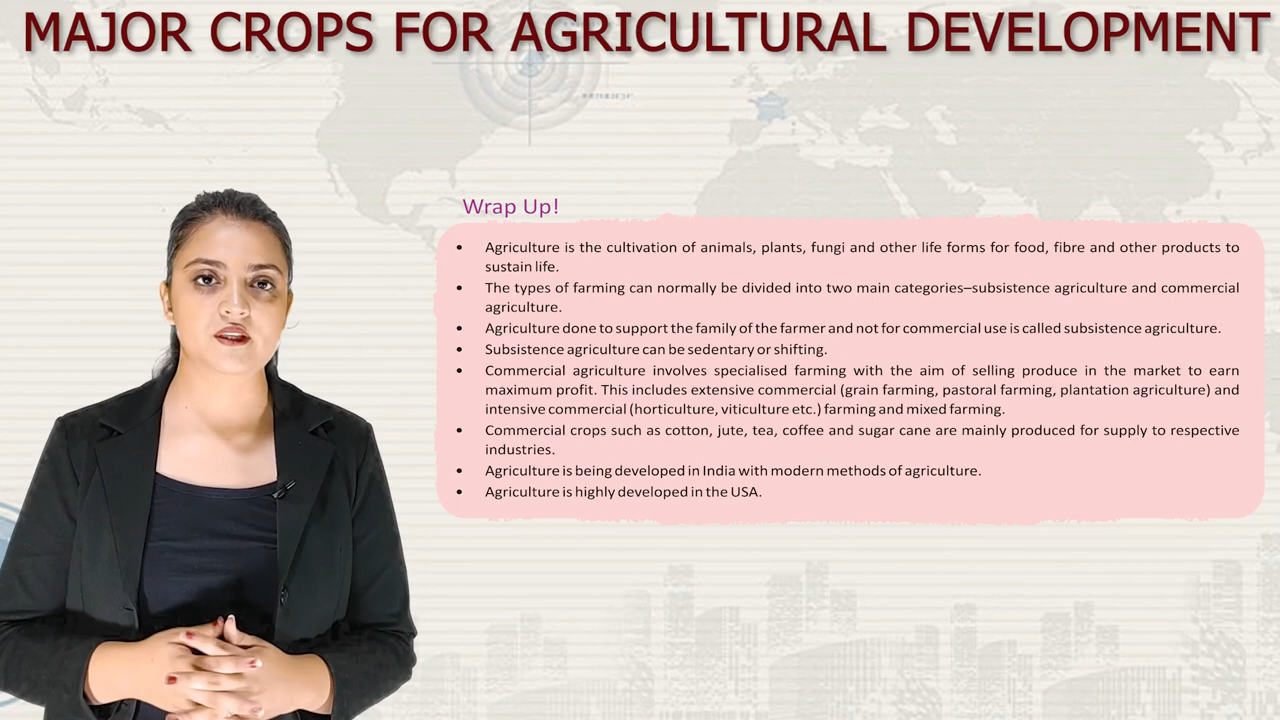 MAJOR CROPS FOR AGRICULTURAL DEVELOPMENT
Wrap Up!
• Agriculture is the cultivation of animals, plants, fungi and other life forms for food, fibre and other products to
sustain life.
• The types of farming can normally be divided into two main categories–subsistence agriculture and commercial
agriculture.
• Agriculture done to support the family of the farmer and not for commercial use is called subsistence agriculture.
• Subsistence agriculture can be sedentary or shifting.
• Commercial agriculture involves specialised farming with the aim of selling produce in the market to earn
maximum profit. This includes extensive commercial (grain farming, pastoral farming, plantation agriculture) and
intensive commercial (horticulture, viticulture etc.) farming and mixed farming.
• Commercial crops such as cotton, jute, tea, coffee and sugar cane are mainly produced for supply to respective
industries.
• Agriculture is being developed in India with modern methods of agriculture.
• Agriculture is highly developed in the USA.